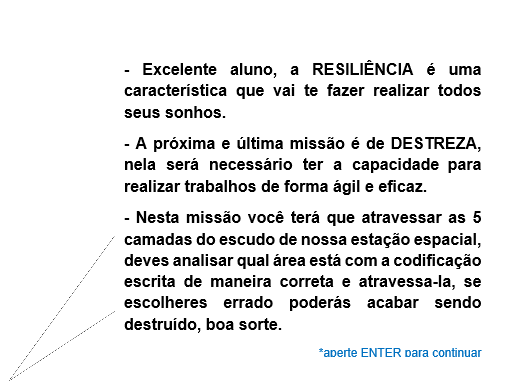 - Excelente aluno, a RESILIÊNCIA é uma
característica que vai te fazer realizar todos
seus sonhos.
- A próxima e última missão é de DESTREZA,
nela será necessário ter a capacidade para
realizar trabalhos de forma ágil e eficaz.
- Nesta missão você terá que atravessar as 5
camadas do escudo de nossa estação espacial,
deves analisar qual área está com a codificação
escrita de maneira correta e atravessa-la, se
escolheres errado poderás acabar sendo
destruído, boa sorte.
*aperte ENTER para continuar